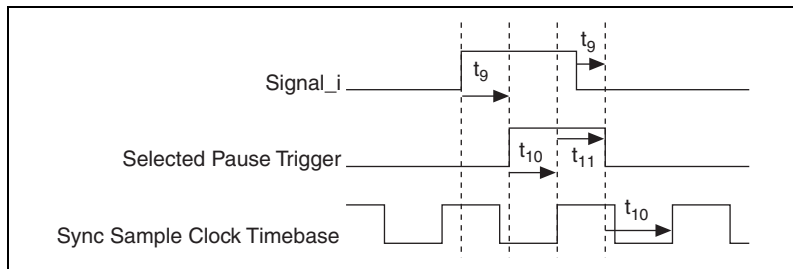 t9
Signal_i
t9
Selected Pause Trigger
t10
t11
t10
Sync Sample Clock Timebase